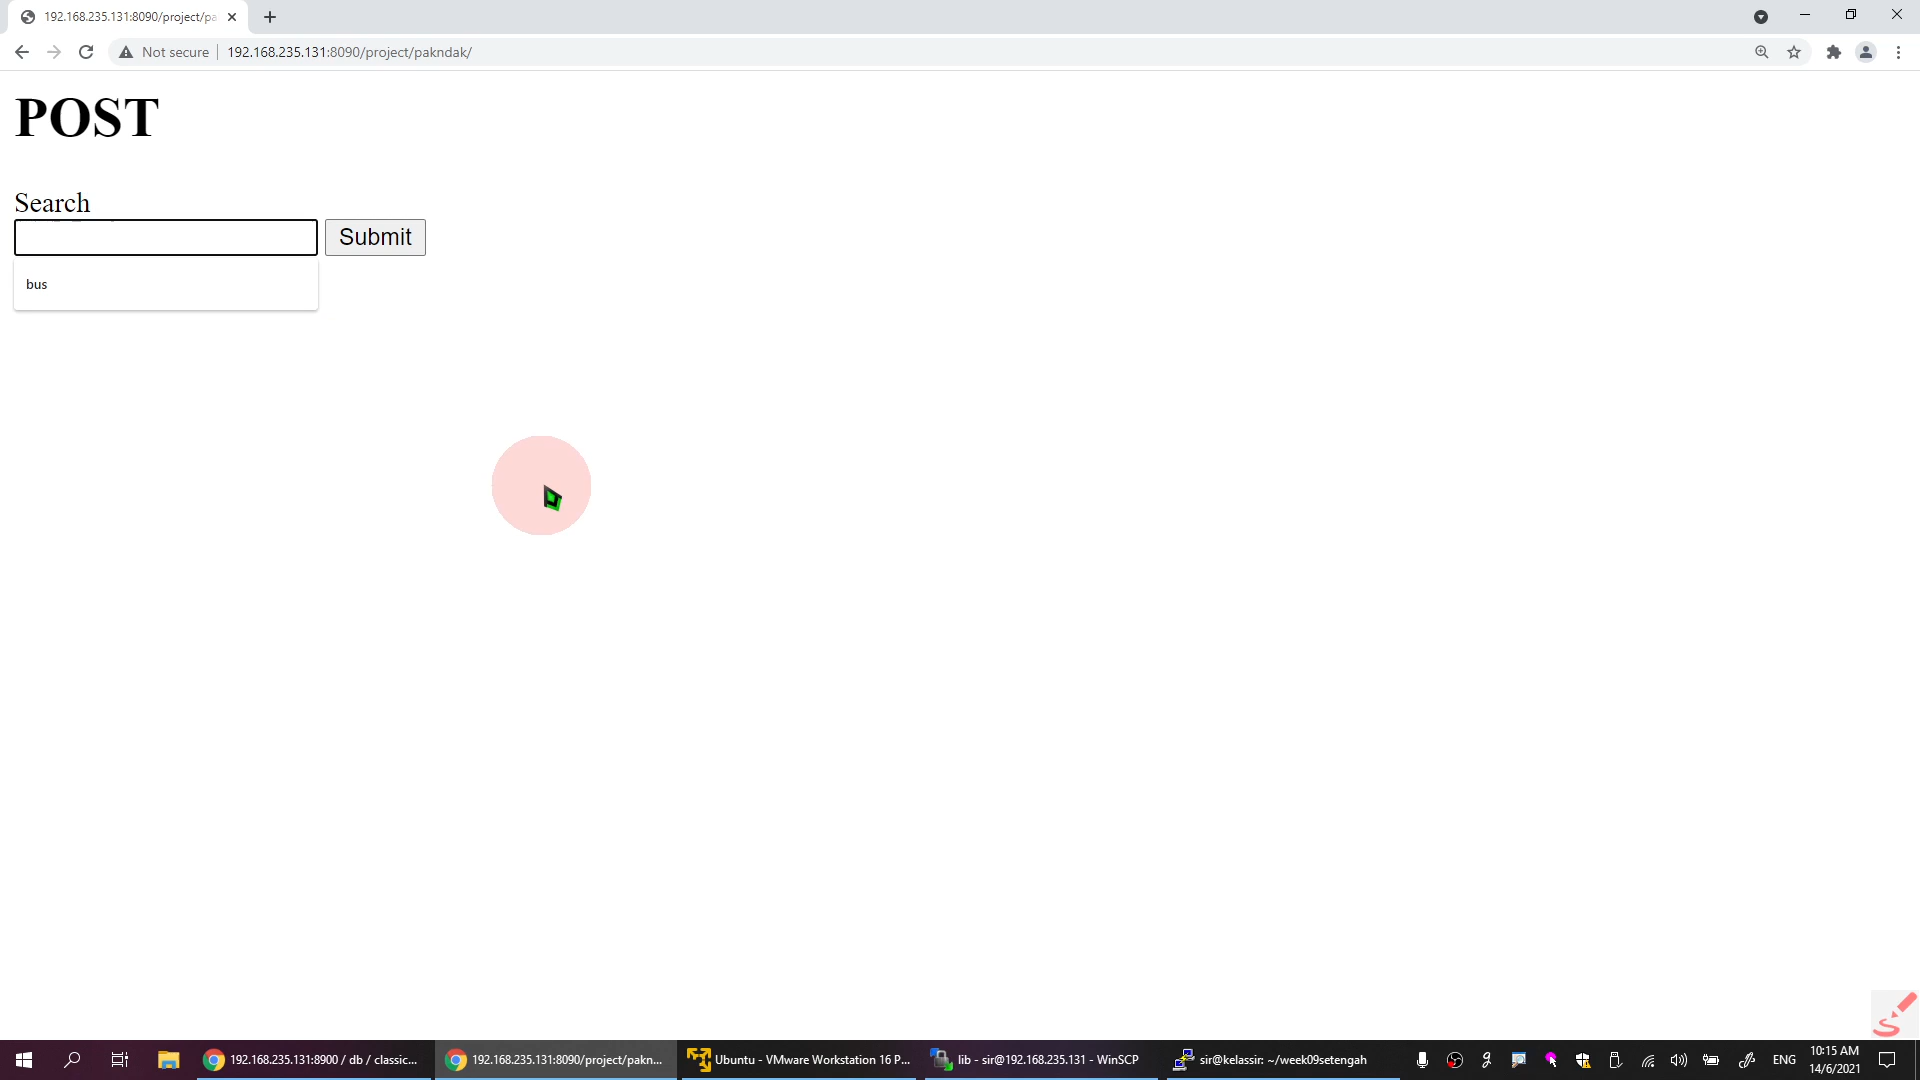 192.168.235.131:8090/project/pa
Not secure
192.168.235.131:8090/project/pakndak/
POST
Search
Submit
bus
192.168.235.131:8900 / db / classic...
192.168.235.131:8090/project/pakn...
Ubuntu - VMware Workstation 16 P...
lib - sir@192.168.235.131 - WinSCP
sir@kelassir: ~/week09setengah
ENG
10:15 AM
14/6/2021